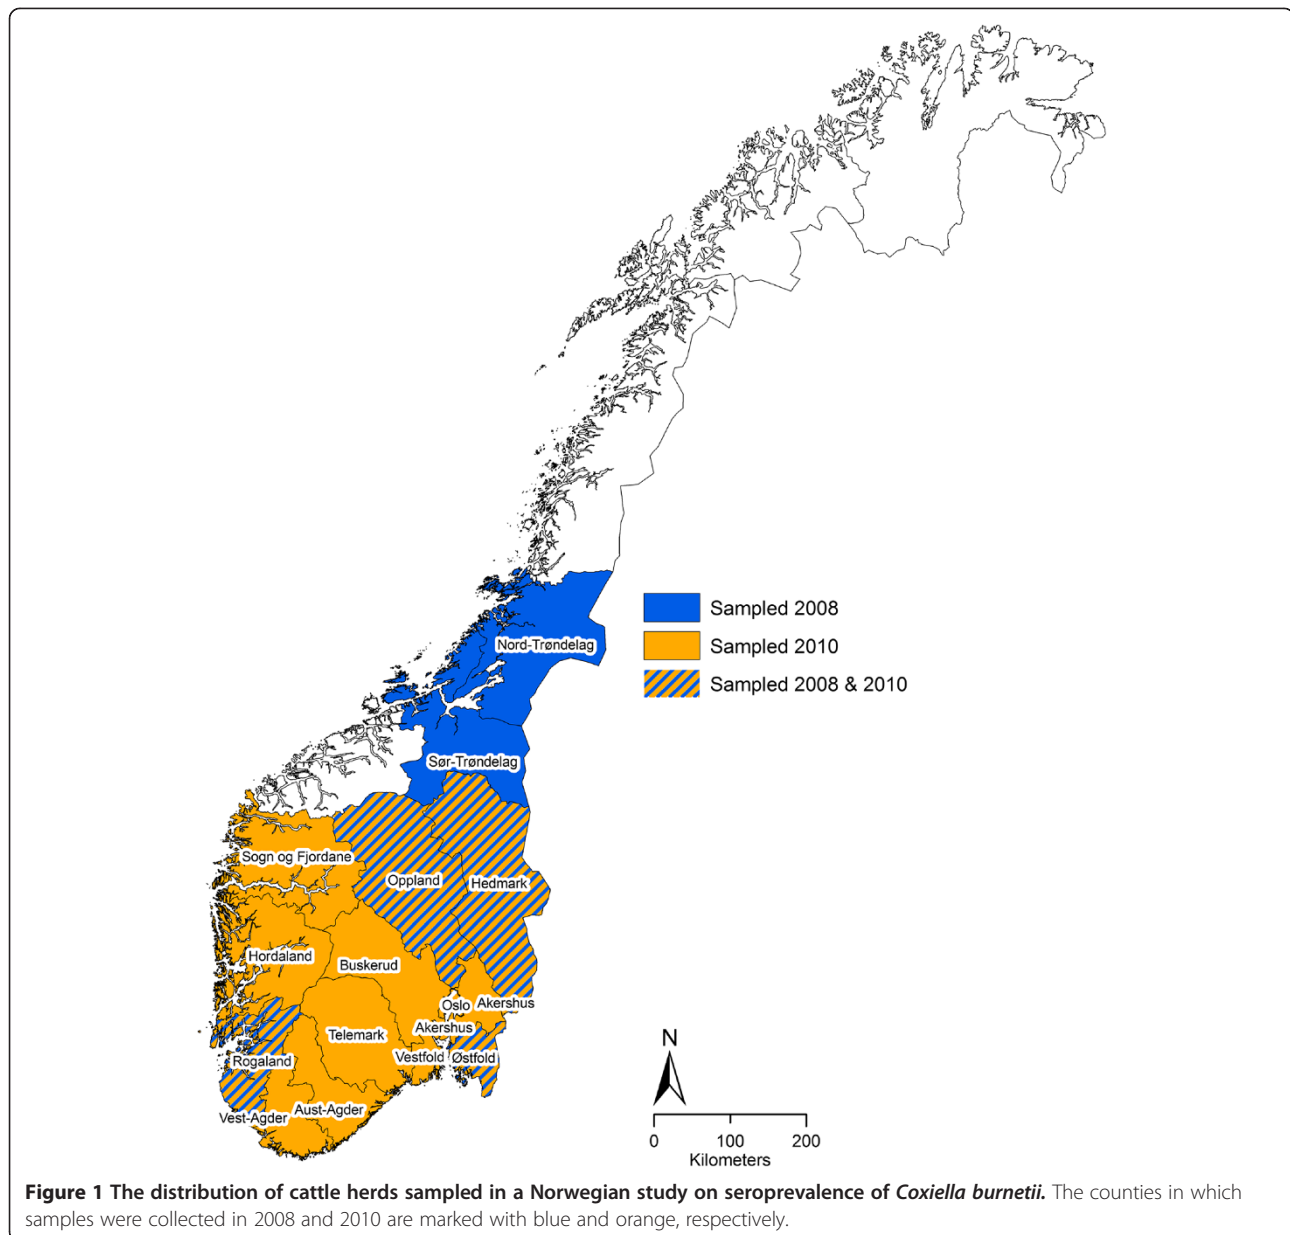 Nord-Trøndelag
Sampled 2008
Sampled 2010
Sampled 2008 & 2010
Sør-Trøndelag
Sogn og Fjordane
Oppland
Hedmark
Hordaland
Buskerud
Oslo
Akershus
Akershus
Telemark
Rogaland
Vestfold
Østfold
Vest-Agder
Aust-Agder
N
0 100 200
Kilometers
Figure 1 The distribution of cattle herds sampled in a Norwegian study on seroprevalence of Coxiella burnetii. The counties in which
samples were collected in 2008 and 2010 are marked with blue and orange, respectively.